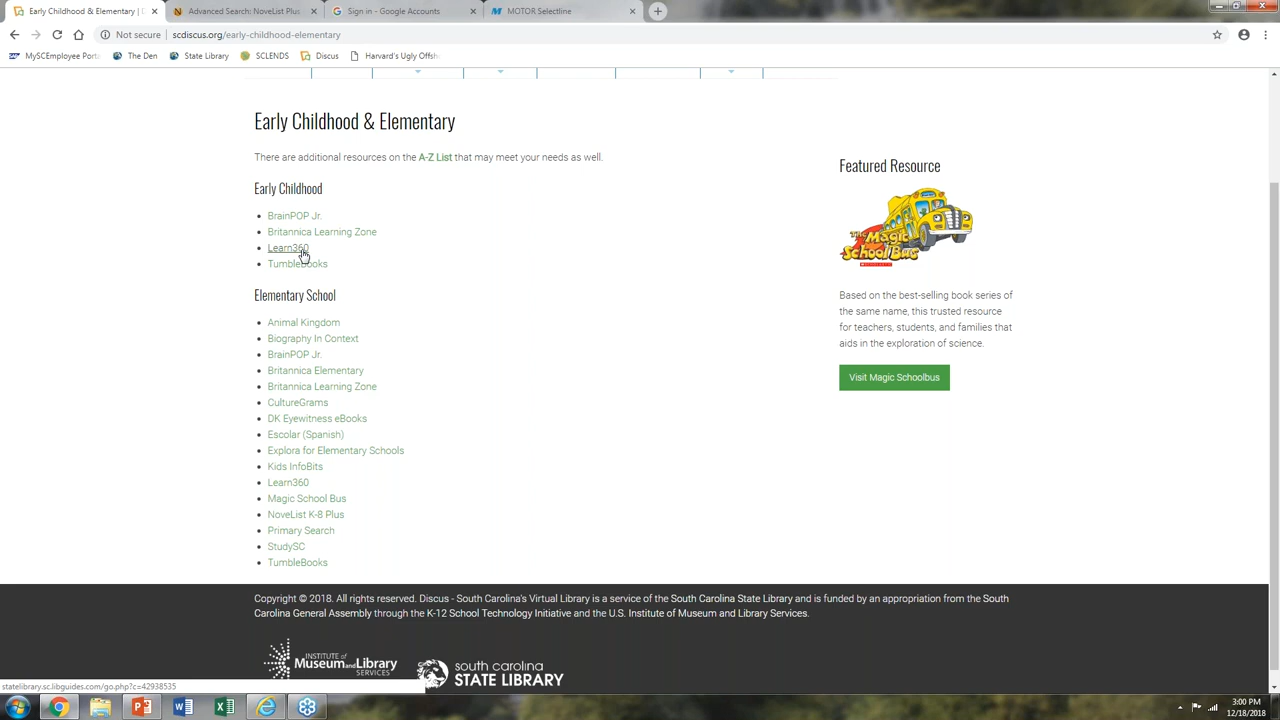 Early Childhood & Elementary | D
Advanced Search: NoveList Plus
Sign in - Google Accounts
MOTOR Selectline
Not secure | scdiscus.org/early-childhood-elementary
MySCEmployee Port
The Den
State Library
SCLENDS
Discus
Harvard's Ugly Offsh
Early Childhood & Elementary
There are additional resources on the A-Z List that may meet your needs as well.
Early Childhood
BrainPOP Jr.
Britannica Learning Zone
Learn360
TumbleBooks
Elementary School
Animal Kingdom
Biography In Context
BrainPOP Jr.
Britannica Elementary
Britannica Learning Zone
CultureGrams
DK Eyewitness eBooks
Escolar (Spanish)
Explora for Elementary Schools
Kids InfoBits
Learn360
Magic School Bus
NoveList K-8 Plus
Primary Search
StudySC
TumbleBooks
Featured Resource
The Magic
School Bus
SCHOLASTIC
Based on the best-selling book series of
the same name, this trusted resource
for teachers, students, and families that
aids in the exploration of science.
Visit Magic Schoolbus
Copyright © 2018. All rights reserved. Discus - South Carolina's Virtual Library is a service of the South Carolina State Library and is funded by an appropriation from the South
Carolina General Assembly through the K-12 School Technology Initiative and the U.S. Institute of Museum and Library Services.
INSTITUTE of
Museum and Library
SERVICES
south carolina
STATE LIBRARY
statelibrary.sc.libguides.com/go.php?c=42938535
3:00 PM
12/18/2018